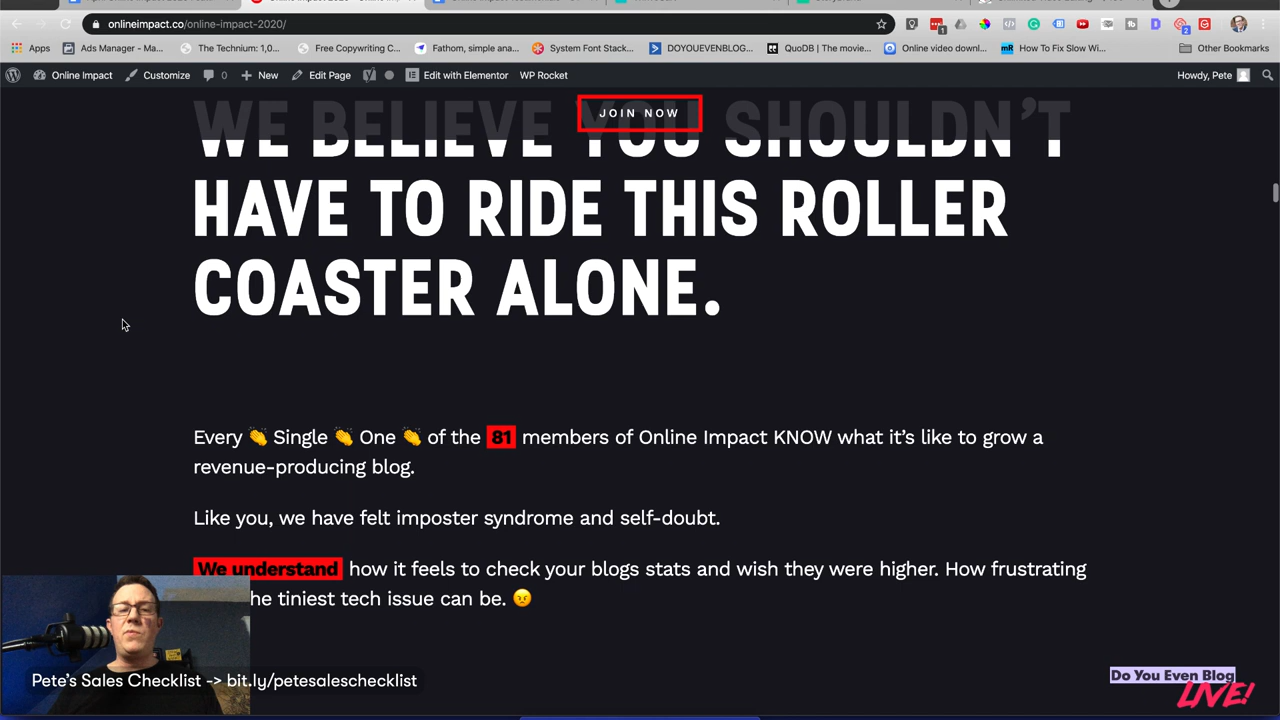 onlineimpact.co/online-impact-2020/
Apps Ads Manager - Ma... The Technium: 1,0... Free Copywriting C... Fathom, simple ana... System Font Stack... DOYOUEVENBLOG... QuoDB | The movie... Online video downl... How To Fix Slow Wi... Other Bookmarks
Online Impact Customize 0 New Edit Page Edit with Elementor WP Rocket Howdy, Pete
JOIN NOW
WE BELIEVE YOU SHOULDN'T
HAVE TO RIDE THIS ROLLER
COASTER ALONE.
Every 👏 Single 👏 One 👏 of the 81 members of Online Impact KNOW what it's like to grow a
revenue-producing blog.
Like you, we have felt imposter syndrome and self-doubt.
We understand how it feels to check your blogs stats and wish they were higher. How frustrating
he tiniest tech issue can be. 😠
Pete's Sales Checklist -> bit.ly/petesaleschecklist
Do You Even Blog
LIVE!